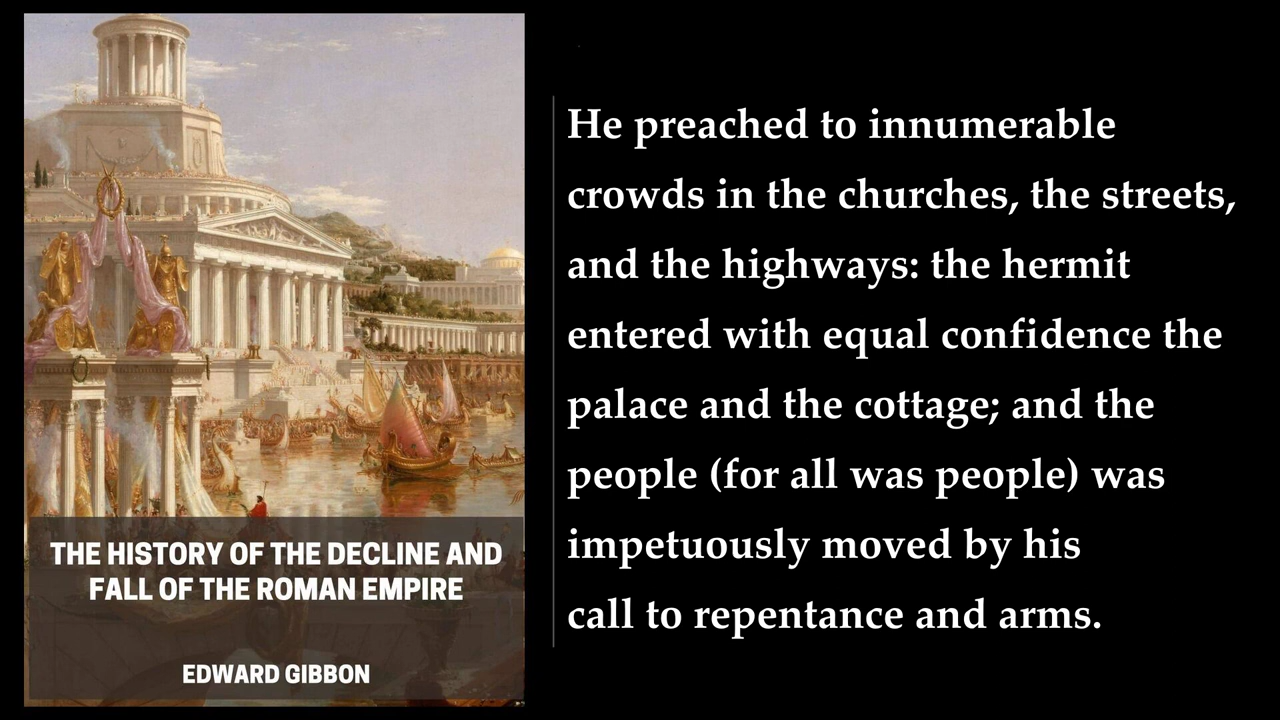 THE HISTORY OF THE DECLINE AND
FALL OF THE ROMAN EMPIRE
EDWARD GIBBON
He preached to innumerable
crowds in the churches, the streets,
and the highways: the hermit
entered with equal confidence the
palace and the cottage; and the
people (for all was people) was
impetuously moved by his
call to repentance and arms.